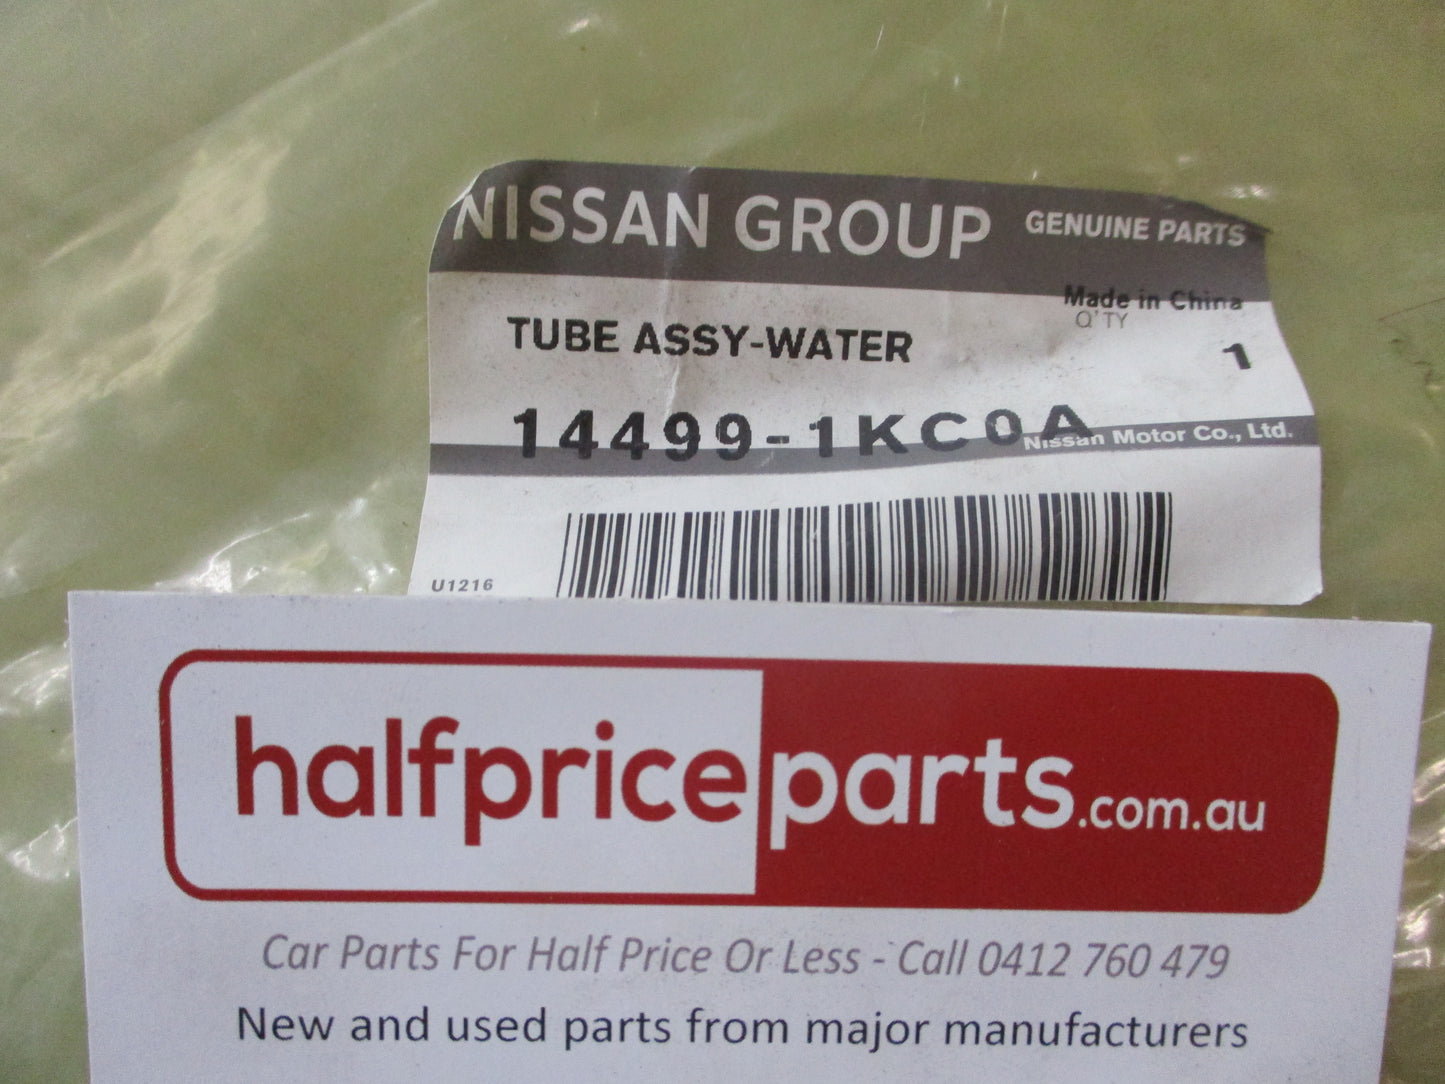 NISSAN GROUP GENUINE PARTS
Made in China
Q'TY
TUBE ASSY-WATER 1
14499-1KC0A
Nissan Motor Co., Ltd.
U1216
halfpriceparts.com.au
Car Parts For Half Price Or Less - Call 0412 760 479
New and used parts from major manufacturers